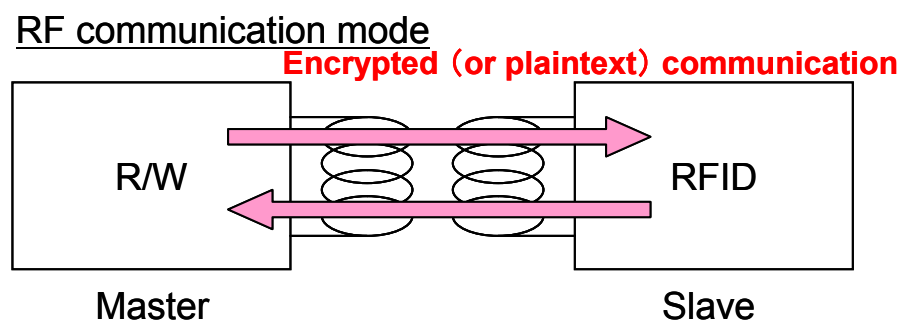 RF communication mode
Encrypted（or plaintext）communication
R/W
RFID
Master
Slave